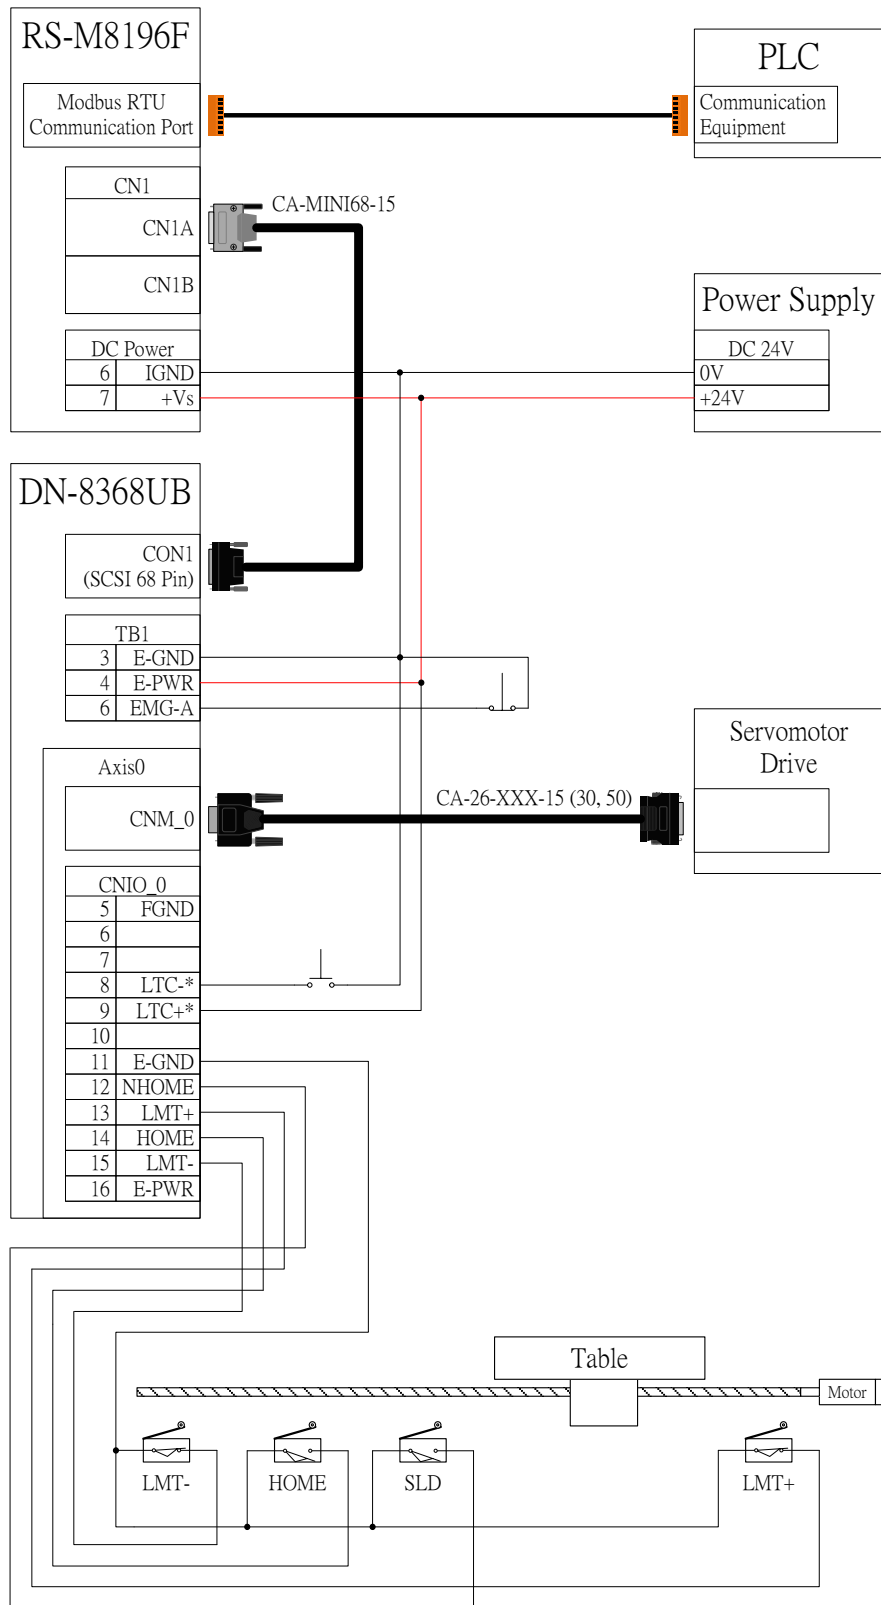 RS-M8196F
Modbus RTU
Communication Port
CN1
CN1A
CN1B
CA-MINI68-15
DC Power
6 IGND
7 +Vs
PLC
Communication
Equipment
Power Supply
DC 24V
0V
+24V
DN-8368UB
CON1
(SCSI 68 Pin)
TB1
3 E-GND
4 E-PWR
6 EMG-A
Axis0
CNM_0
CA-26-XXX-15 (30, 50)
Servomotor
Drive
CNIO_0
5 FGND
6
7
8 LTC-*
9 LTC+*
10
11 E-GND
12 NHOME
13 LMT+
14 HOME
15 LMT-
16 E-PWR
Table
Motor
LMT-
HOME
SLD
LMT+